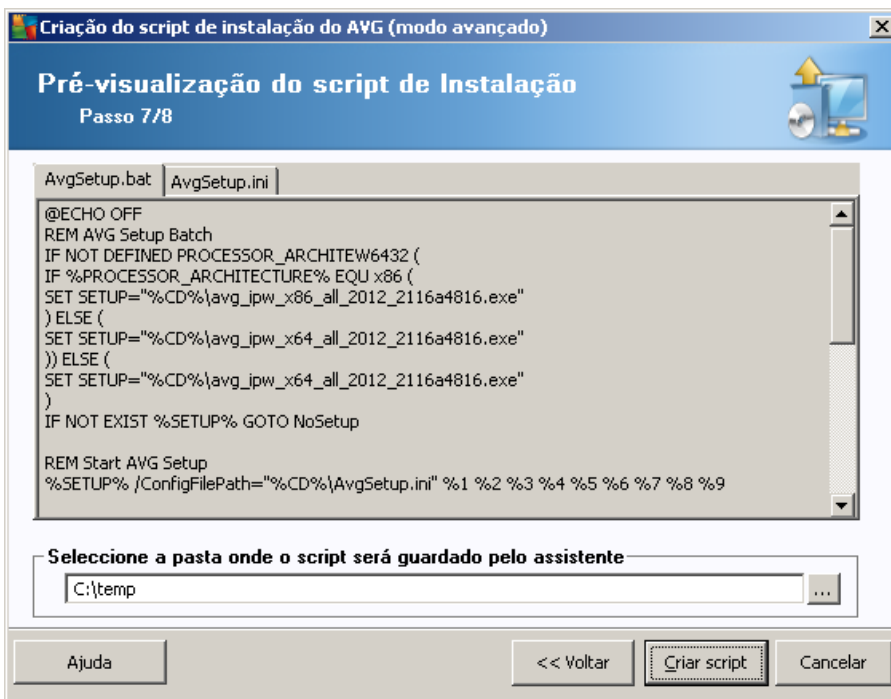 Criação do script de instalação do AVG (modo avançado)
Pré-visualização do script de Instalação
Passo 7/8
AvgSetup.bat
AvgSetup.ini
@ECHO OFF
REM AVG Setup Batch
IF NOT DEFINED PROCESSOR_ARCHITEW6432 (
IF %PROCESSOR_ARCHITECTURE% EQU x86 (
SET SETUP="%CD%\avg_ipw_x86_all_2012_2116a4816.exe"
) ELSE (
SET SETUP="%CD%\avg_ipw_x64_all_2012_2116a4816.exe"
)) ELSE (
SET SETUP="%CD%\avg_ipw_x64_all_2012_2116a4816.exe"
)
IF NOT EXIST %SETUP% GOTO NoSetup
REM Start AVG Setup
%SETUP% /ConfigFilePath="%CD%\AvgSetup.ini" %1 %2 %3 %4 %5 %6 %7 %8 %9
Seleccione a pasta onde o script será guardado pelo assistente
C:\temp
...
Ajuda
<< Voltar
Criar script
Cancelar